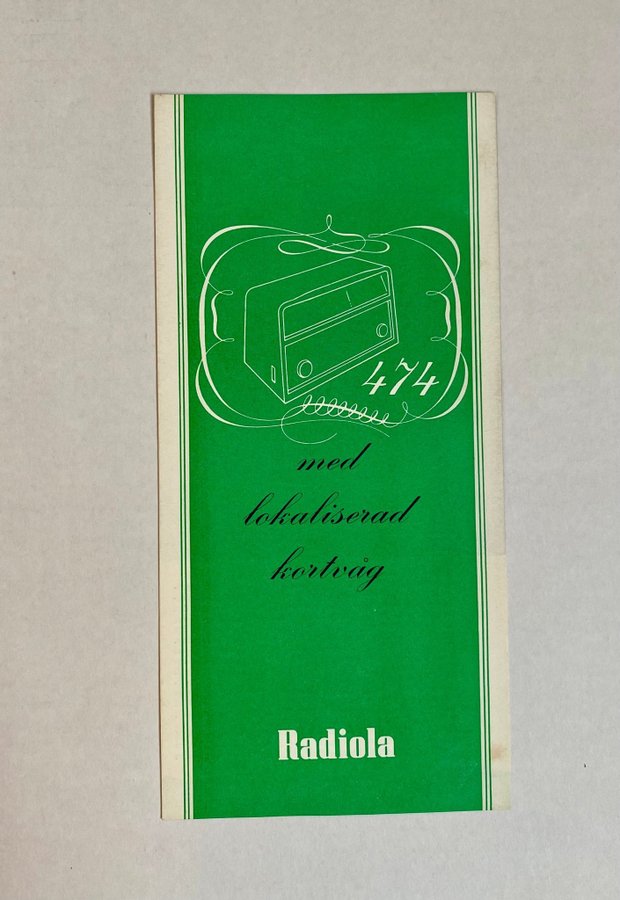 474
med
lokaliserad
kortvåg
Radiola